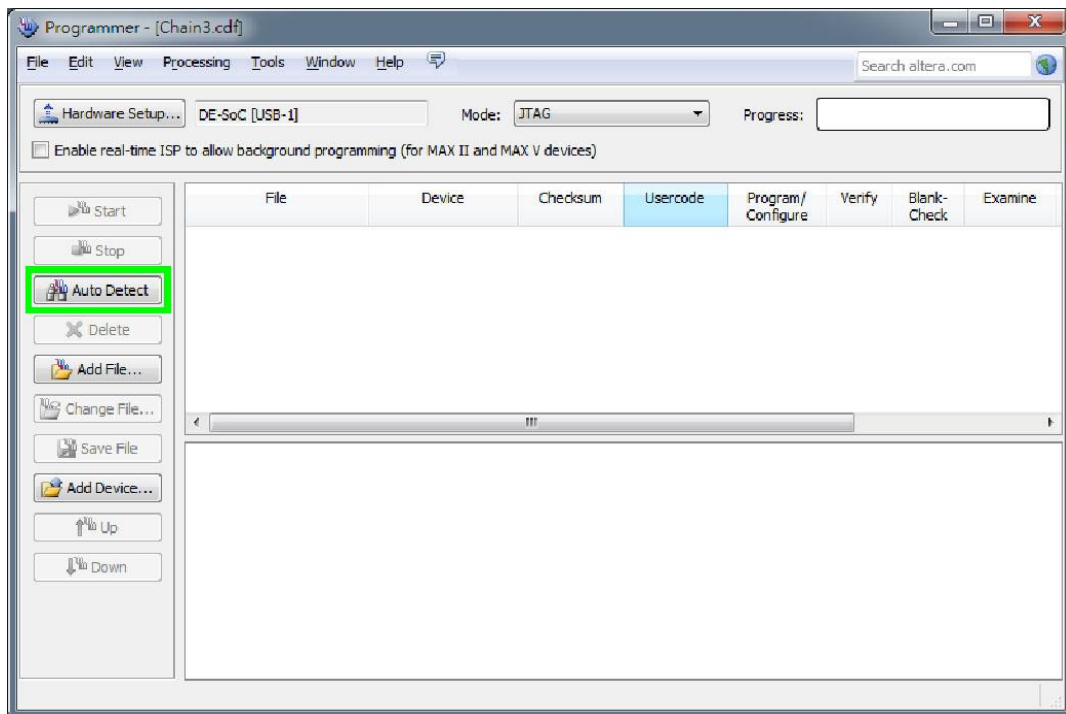 Programmer - [Chain3.cdf]
File Edit View Processing Tools Window Help
Search altera.com
Hardware Setup... DE-SoC [USB-1] Mode: JTAG Progress:
Enable real-time ISP to allow background programming (for MAX II and MAX V devices)
File Device Checksum Usercode Program/ Configure Verify Blank- Check Examine
Start
Stop
Auto Detect
Delete
Add File...
Change File...
Save File
Add Device...
Up
Down